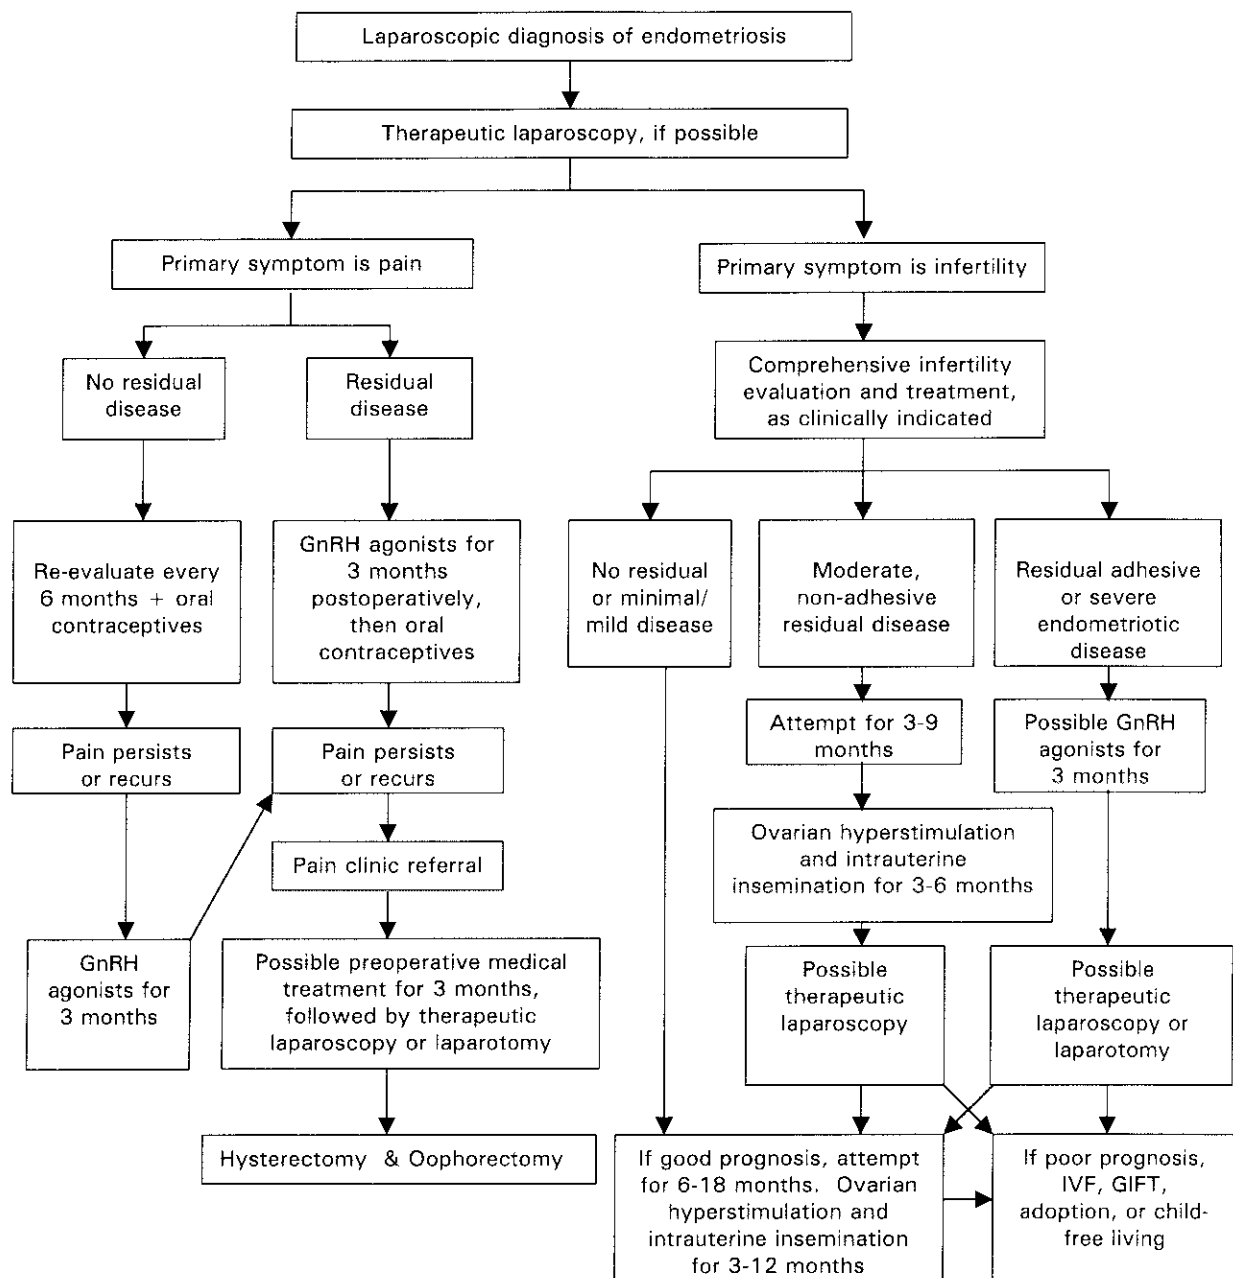 Laparoscopic diagnosis of endometriosis
Therapeutic laparoscopy, if possible
Primary symptom is pain
Primary symptom is infertility
No residual
disease
Residual
disease
Comprehensive infertility
evaluation and treatment,
as clinically indicated
Re-evaluate every
6 months + oral
contraceptives
GnRH agonists for
3 months
postoperatively,
then oral
contraceptives
No residual
or minimal/
mild disease
Moderate,
non-adhesive
residual disease
Residual adhesive
or severe
endometriotic
disease
Pain persists
or recurs
Pain persists
or recurs
Attempt for 3-9
months
Possible GnRH
agonists for
3 months
Pain clinic referral
Ovarian hyperstimulation
and intrauterine
insemination for 3-6 months
GnRH
agonists for
3 months
Possible preoperative medical
treatment for 3 months,
followed by therapeutic
laparoscopy or laparotomy
Possible
therapeutic
laparoscopy
Possible
therapeutic
laparoscopy or
laparotomy
Hysterectomy & Oophorectomy
If good prognosis, attempt
for 6-18 months. Ovarian
hyperstimulation and
intrauterine insemination
for 3-12 months
If poor prognosis,
IVF, GIFT,
adoption, or child-
free living